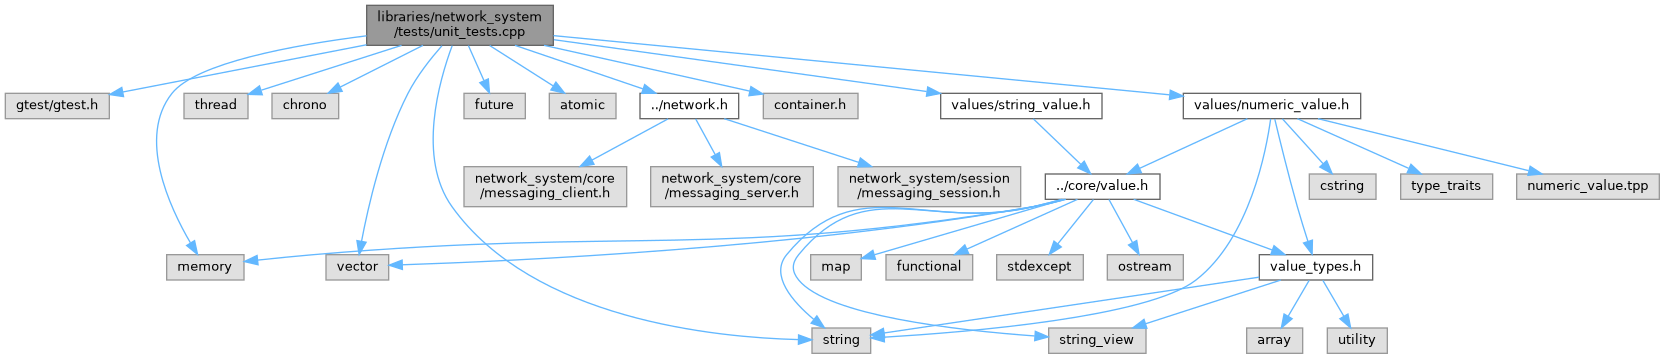 libraries/network_system
/tests/unit_tests.cpp
gtest/gtest.h
thread
chrono
future
atomic
../network.h
container.h
values/string_value.h
values/numeric_value.h
network_system/core
/messaging_client.h
network_system/core
/messaging_server.h
network_system/session
/messaging_session.h
../core/value.h
cstring
type_traits
numeric_value.tpp
memory
vector
map
functional
stdexcept
ostream
value_types.h
string
string_view
array
utility